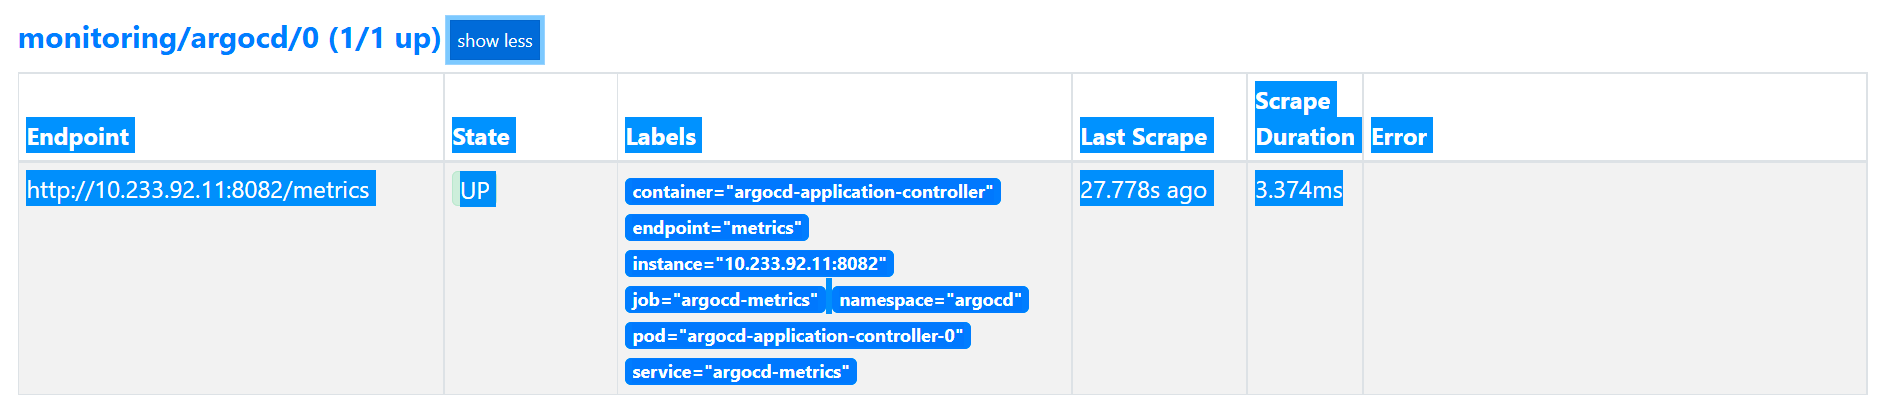 monitoring/argocd/0 (1/1 up) show less
Endpoint State Labels Last Scrape Scrape Duration Error
http://10.233.92.11:8082/metrics UP 27.778s ago 3.374ms
container="argocd-application-controller"
endpoint="metrics"
instance="10.233.92.11:8082"
job="argocd-metrics" namespace="argocd"
pod="argocd-application-controller-0"
service="argocd-metrics"